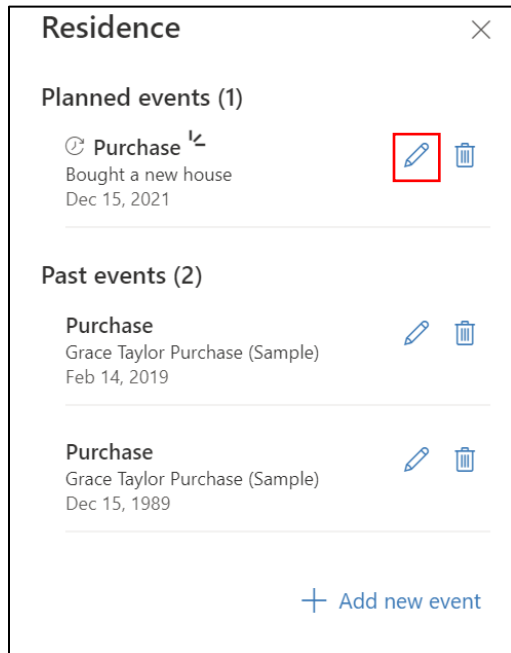 Residence
Planned events (1)
Purchase
Bought a new house
Dec 15, 2021
Past events (2)
Purchase
Grace Taylor Purchase (Sample)
Feb 14, 2019
Purchase
Grace Taylor Purchase (Sample)
Dec 15, 1989
Add new event